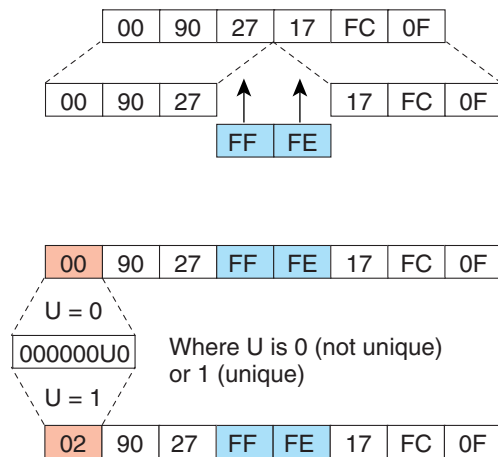 00 90 27 17 FC 0F
00 90 27 17 FC 0F
FF FE
00 90 27 FF FE 17 FC 0F
U = 0
000000U0
Where U is 0 (not unique)
or 1 (unique)
U = 1
02 90 27 FF FE 17 FC 0F